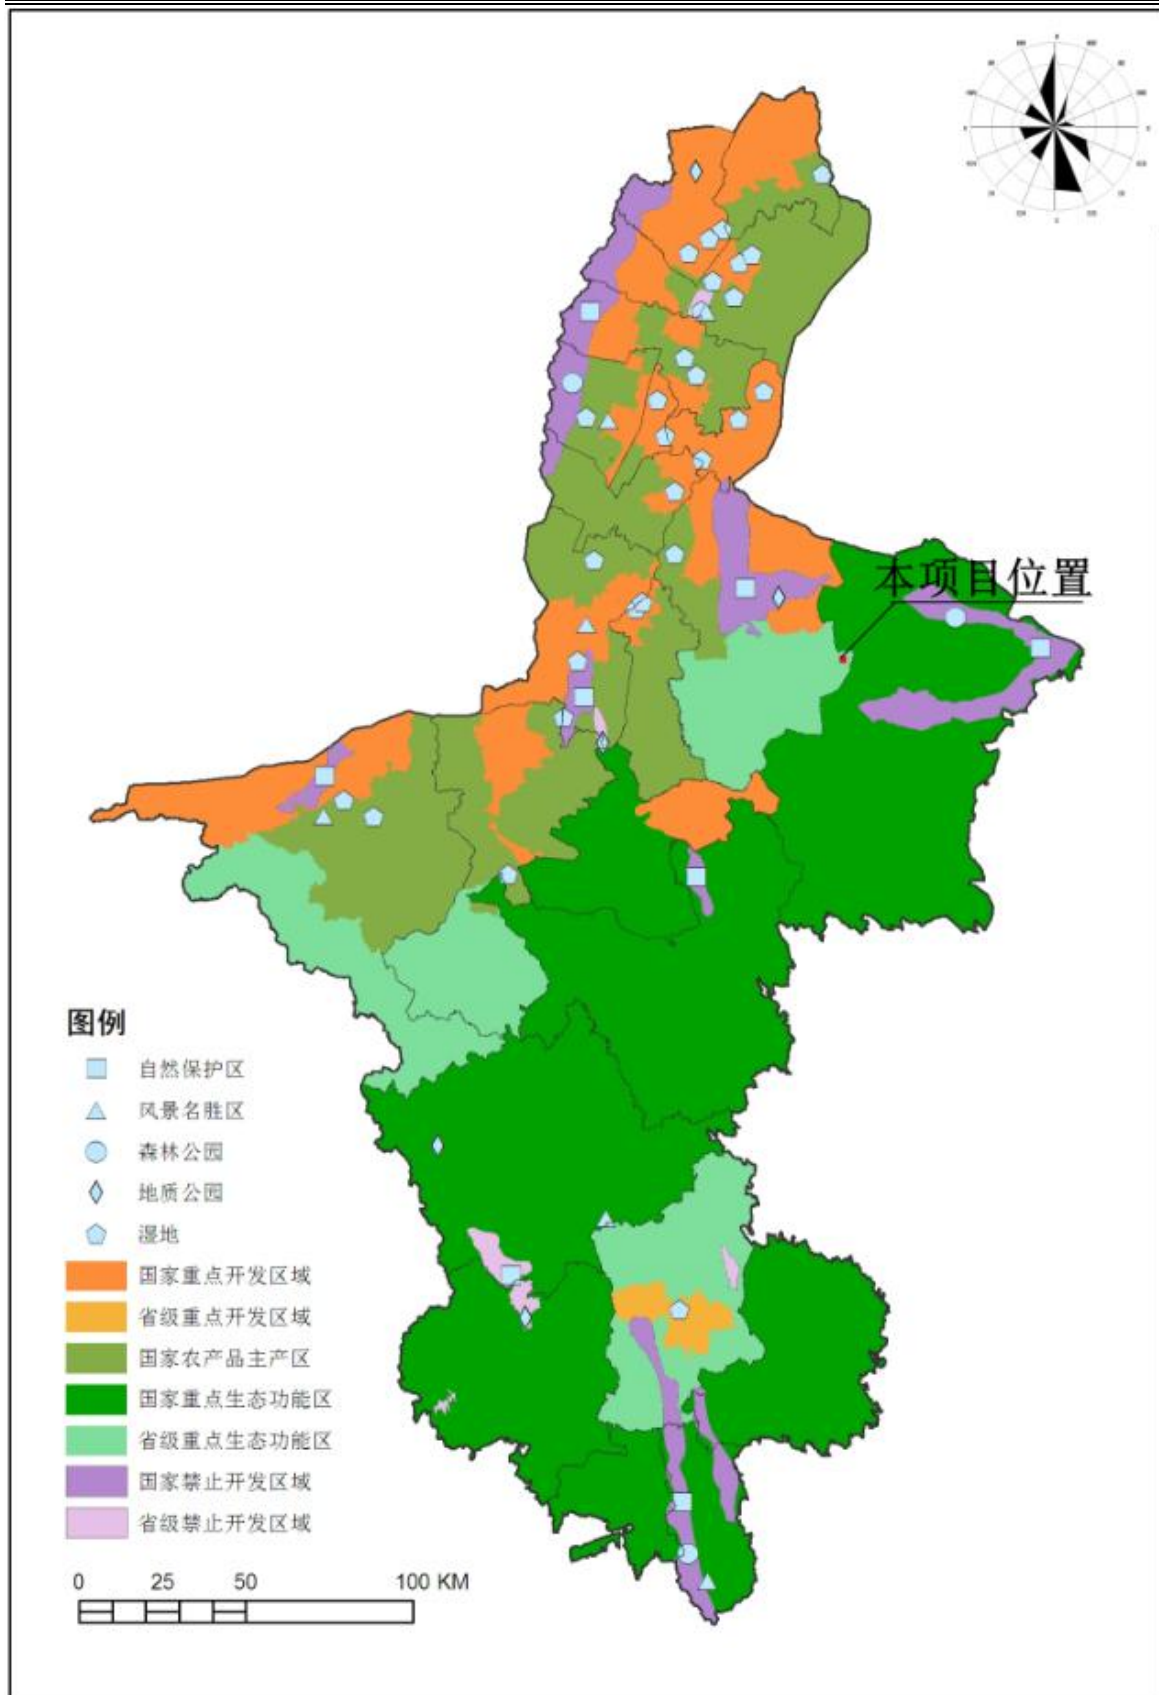 本项目位置
图例
自然保护区
风景名胜区
森林公园
地质公园
湿地
国家重点开发区域
省级重点开发区域
国家农产品主产区
国家重点生态功能区
省级重点生态功能区
国家禁止开发区域
省级禁止开发区域
0 25 50 100 KM